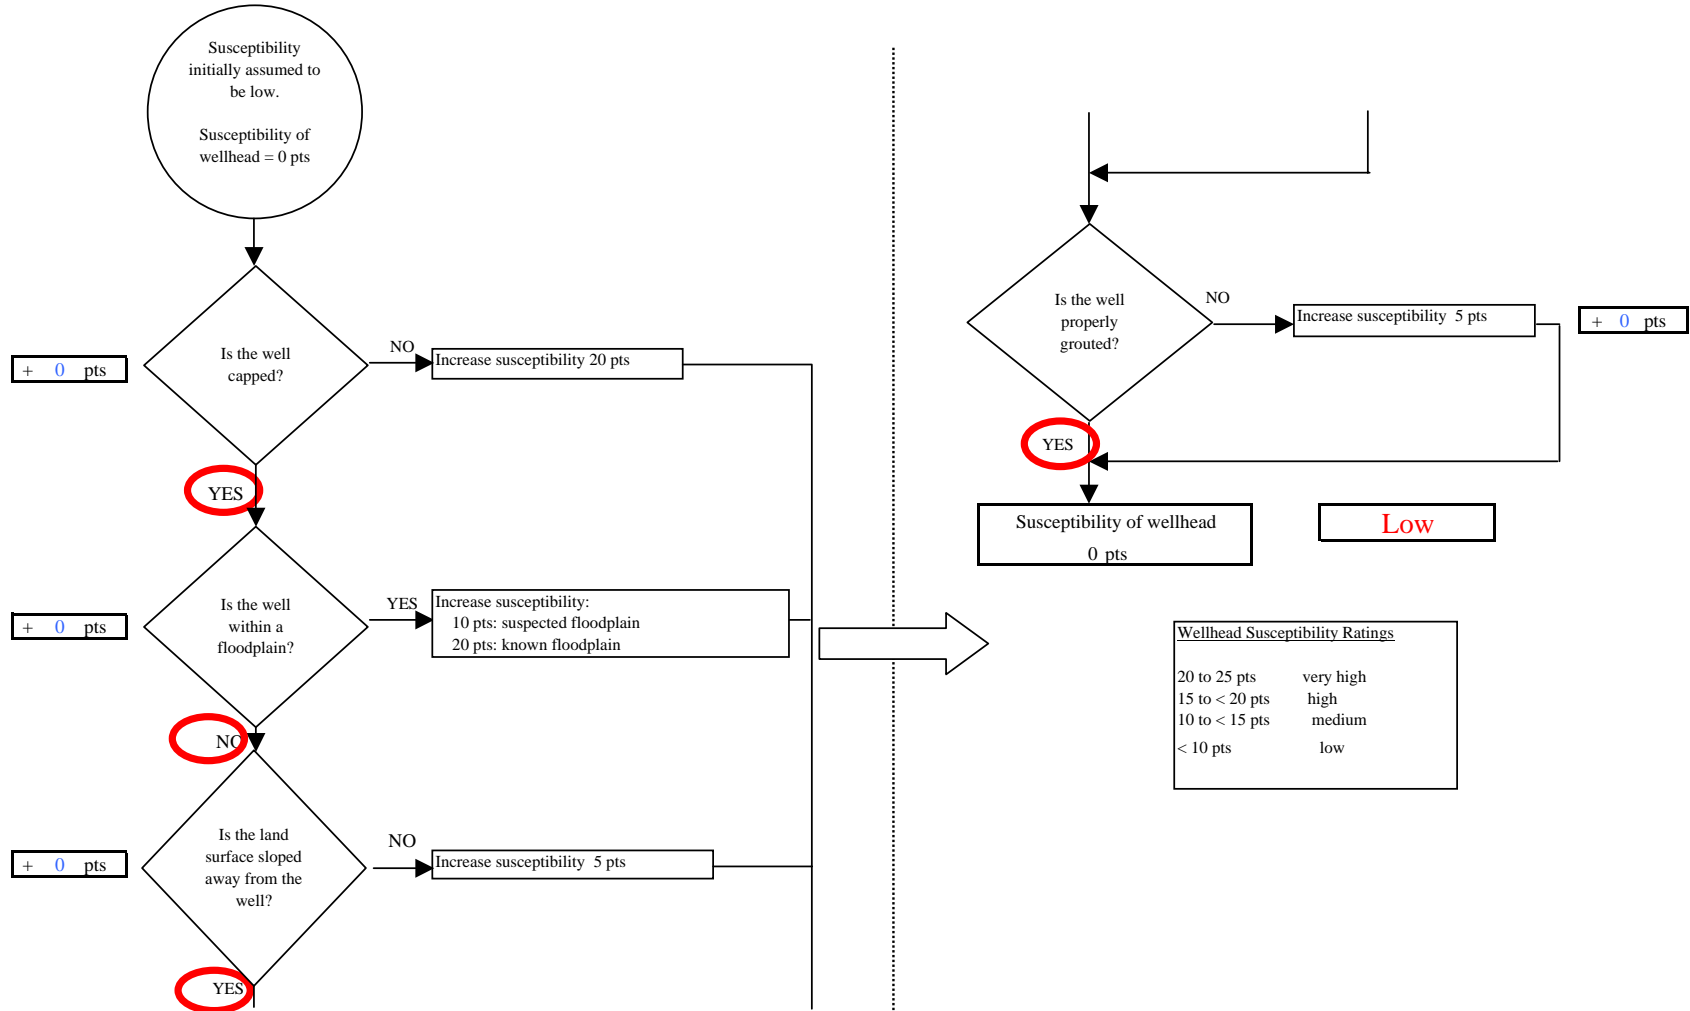 Susceptibility
initially assumed to
be low.
Susceptibility of
wellhead = 0 pts
+ 0 pts
Is the well
capped?
NO
Increase susceptibility 20 pts
YES
+ 0 pts
Is the well
within a
floodplain?
YES
Increase susceptibility:
10 pts: suspected floodplain
20 pts: known floodplain
NO
+ 0 pts
Is the land
surface sloped
away from the
well?
NO
Increase susceptibility 5 pts
YES
Is the well
properly
grouted?
NO
Increase susceptibility 5 pts
+ 0 pts
YES
Susceptibility of wellhead
0 pts
Low
Wellhead Susceptibility Ratings
20 to 25 pts very high
15 to < 20 pts high
10 to < 15 pts medium
< 10 pts low